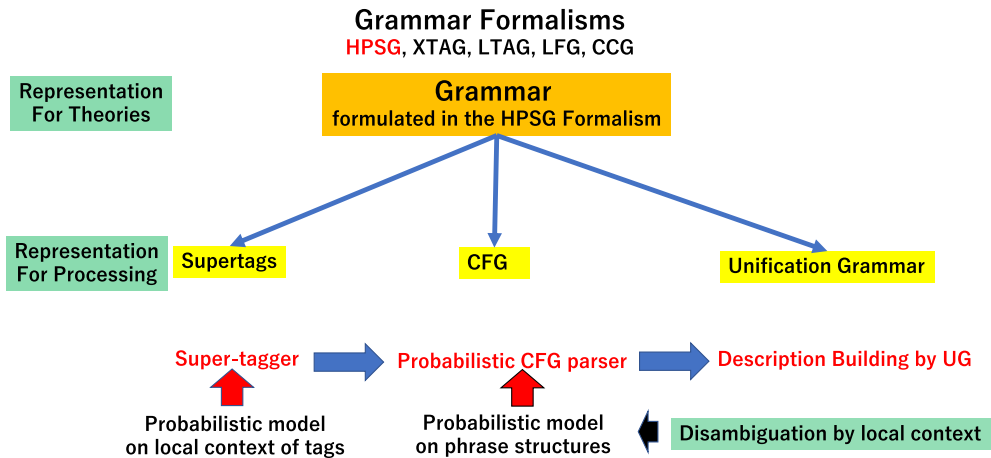 Grammar Formalisms
HPSG, XTAG, LTAG, LFG, CCG
Representation
For Theories
Grammar
formulated in the HPSG Formalism
Representation
For Processing
Supertags
CFG
Unification Grammar
Super-tagger
Probabilistic CFG parser
Description Building by UG
Probabilistic model
on local context of tags
Probabilistic model
on phrase structures
Disambiguation by local context